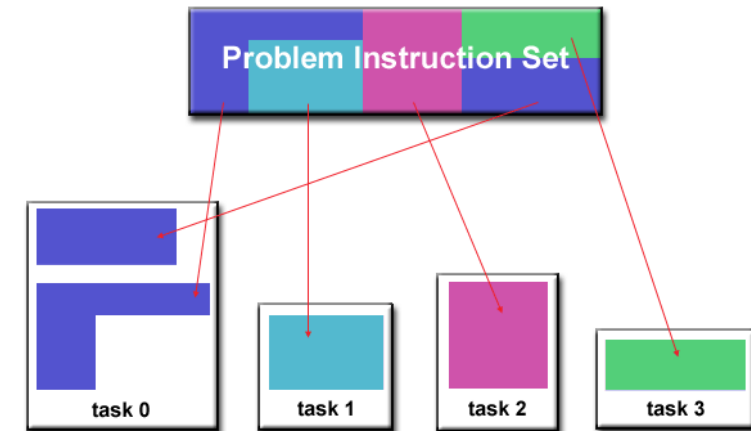 Problem Instruction Set
task 0
task 1
task 2
task 3